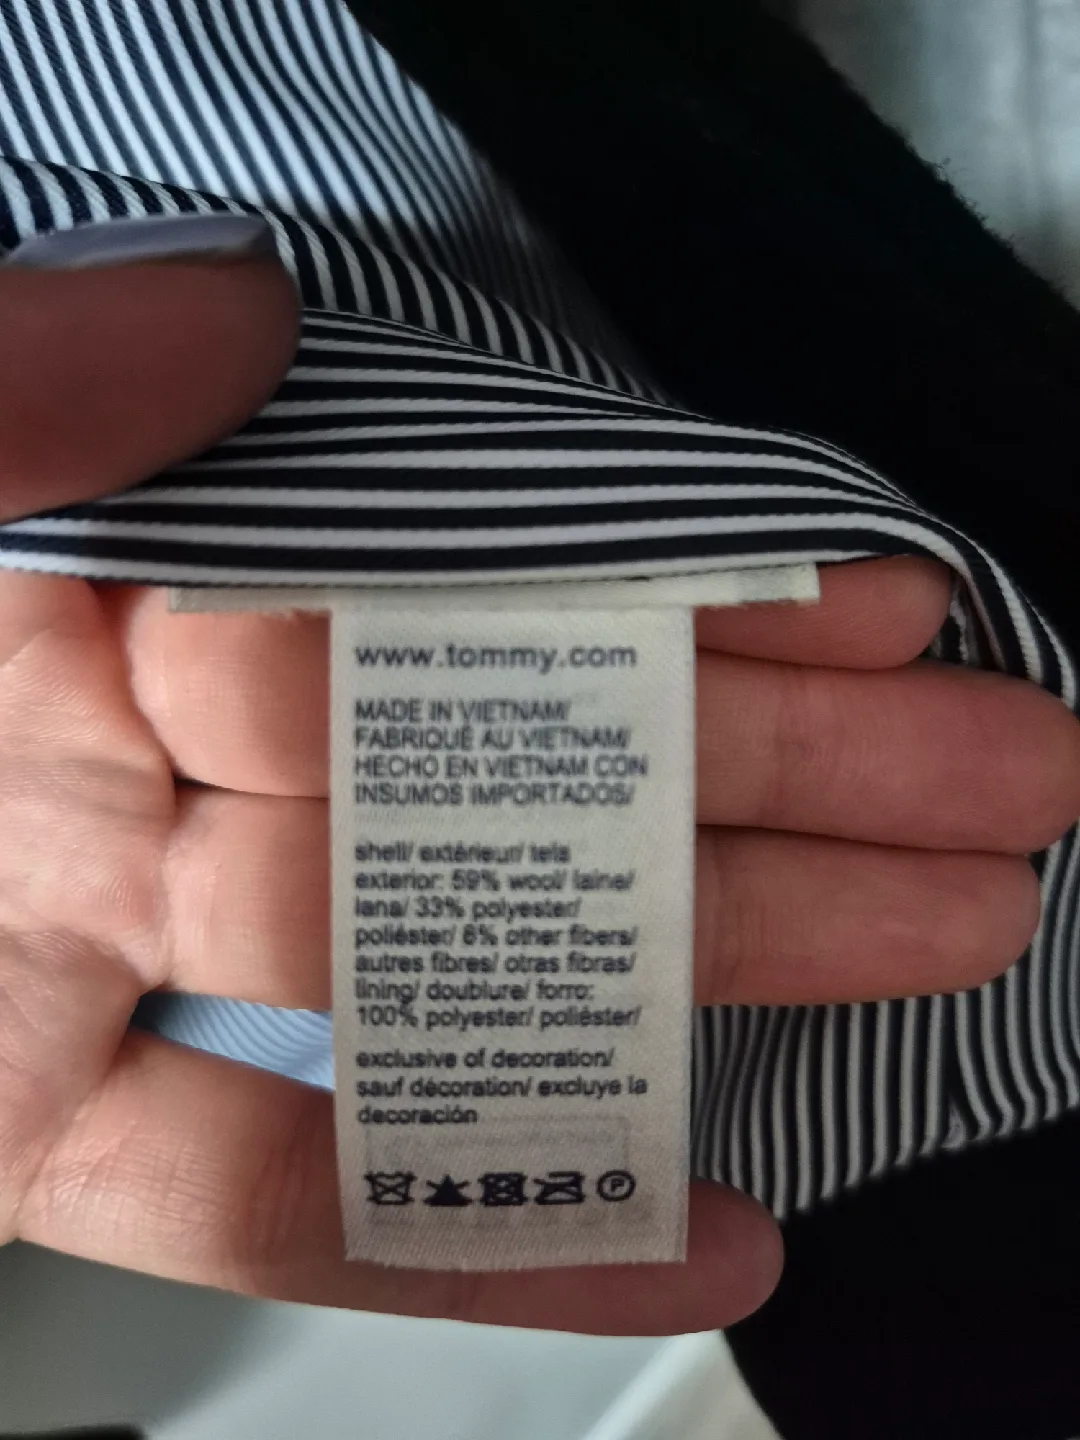 www.tommy.com
MADE IN VIETNAM/
FABRIQUÉ AU VIETNAM/
HECHO EN VIETNAM CON
INSUMOS IMPORTADOS/
shell/ extérieur/ tela
exterior: 59% wool/ laine/
lana/ 33% polyester/
poliéster/ 8% other fibers/
autres fibres/ otras fibras/
lining/ doublure/ forro:
100% polyester/ poliéster/
exclusive of decoration/
sauf décoration/ excluye la
decoración
P